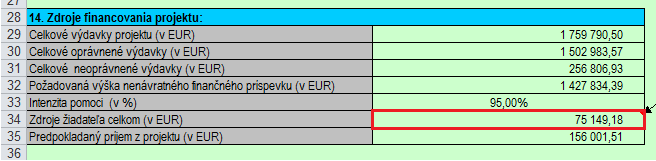 27
28 14. Zdroje financovania projektu:
29 Celkové výdavky projektu (v EUR) 1 759 790,50
30 Celkové oprávnené výdavky (v EUR) 1 502 983,57
31 Celkové neoprávnené výdavky (v EUR) 256 806,93
32 Požadovaná výška nenávratného finančného príspevku (v EUR) 1 427 834,39
33 Intenzita pomoci (v %) 95,00%
34 Zdroje žiadateľa celkom (v EUR) 75 149,18
35 Predpokladaný príjem z projektu (v EUR) 156 001,51
36